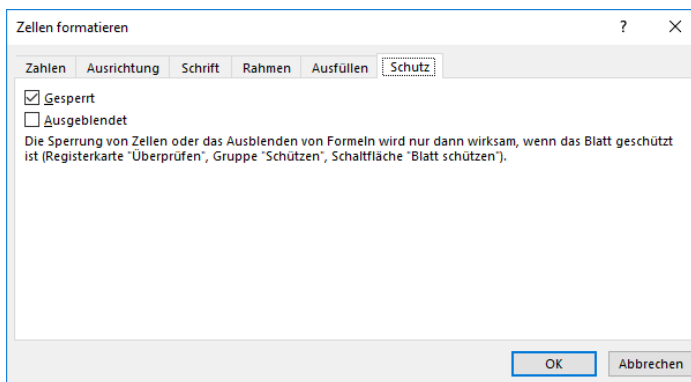 Zellen formatieren ?
Zahlen Ausrichtung Schrift Rahmen Ausfüllen Schutz
Gesperrt
Ausgeblendet
Die Sperrung von Zellen oder das Ausblenden von Formeln wird nur dann wirksam, wenn das Blatt geschützt
ist (Registerkarte "Überprüfen", Gruppe "Schützen", Schaltfläche "Blatt schützen").
OK Abbrechen